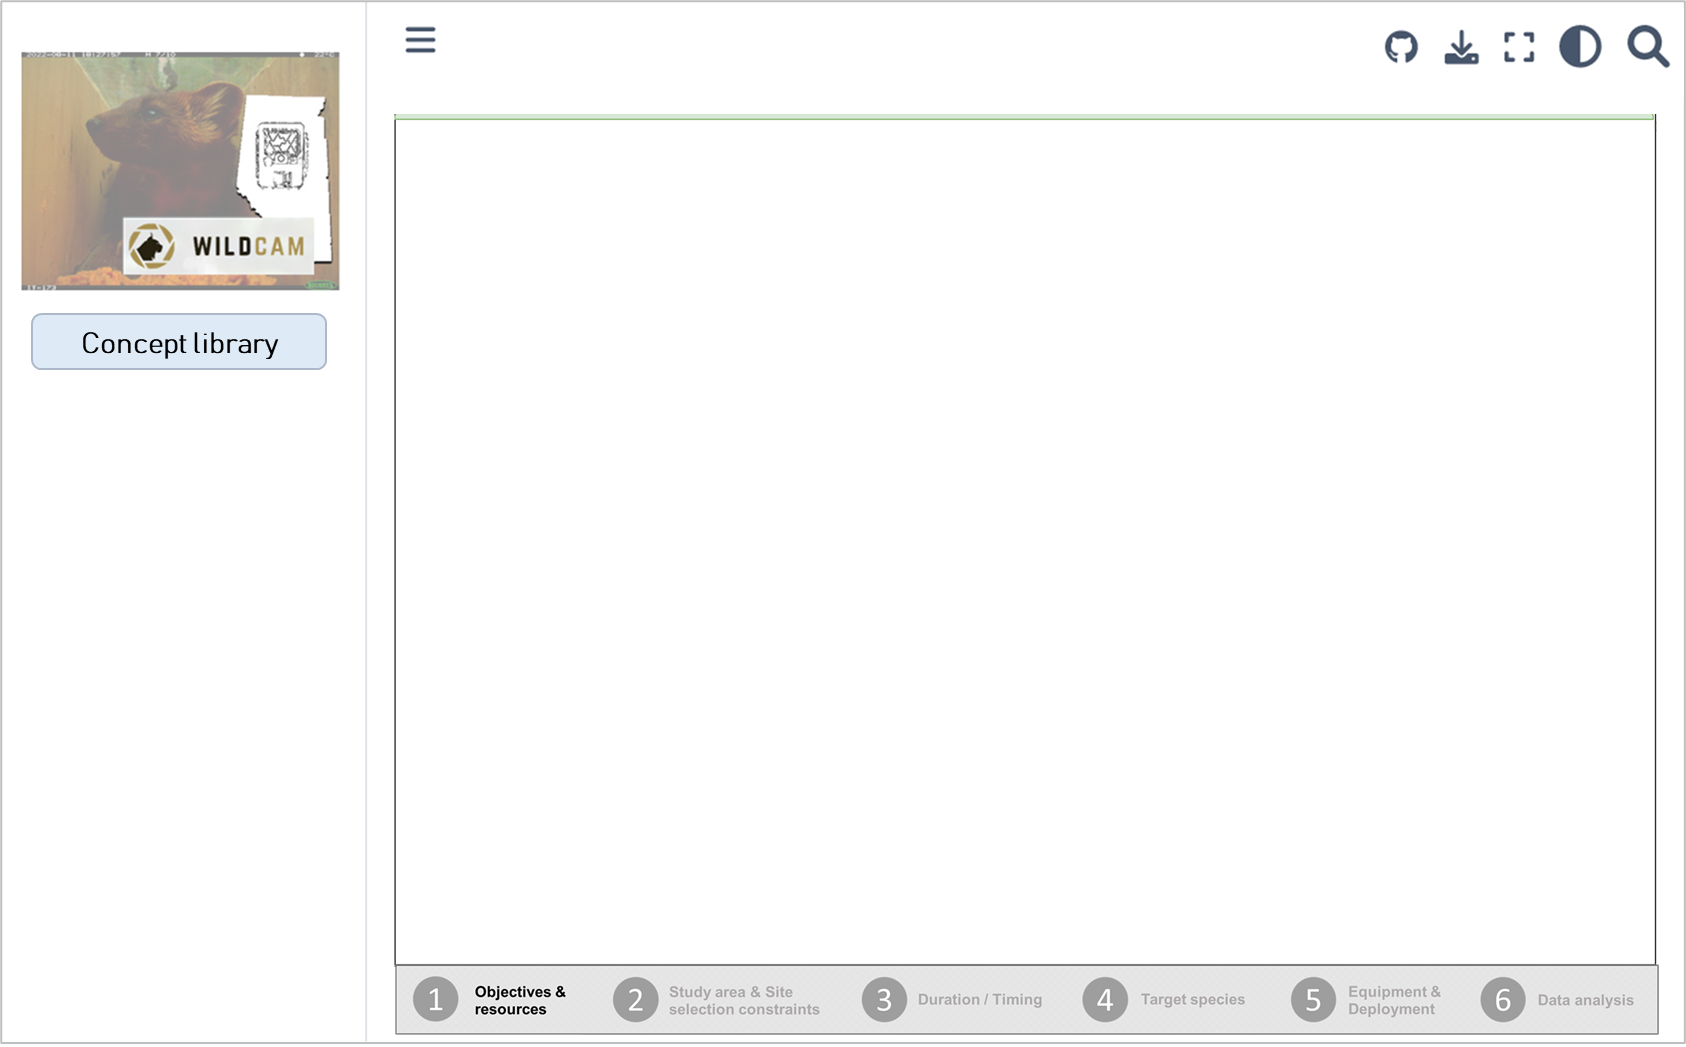 WILDCAM
Concept library
1
Objectives &
resources
2
Study area & Site
selection constraints
3
Duration / Timing
4
Target species
5
Equipment &
Deployment
6
Data analysis